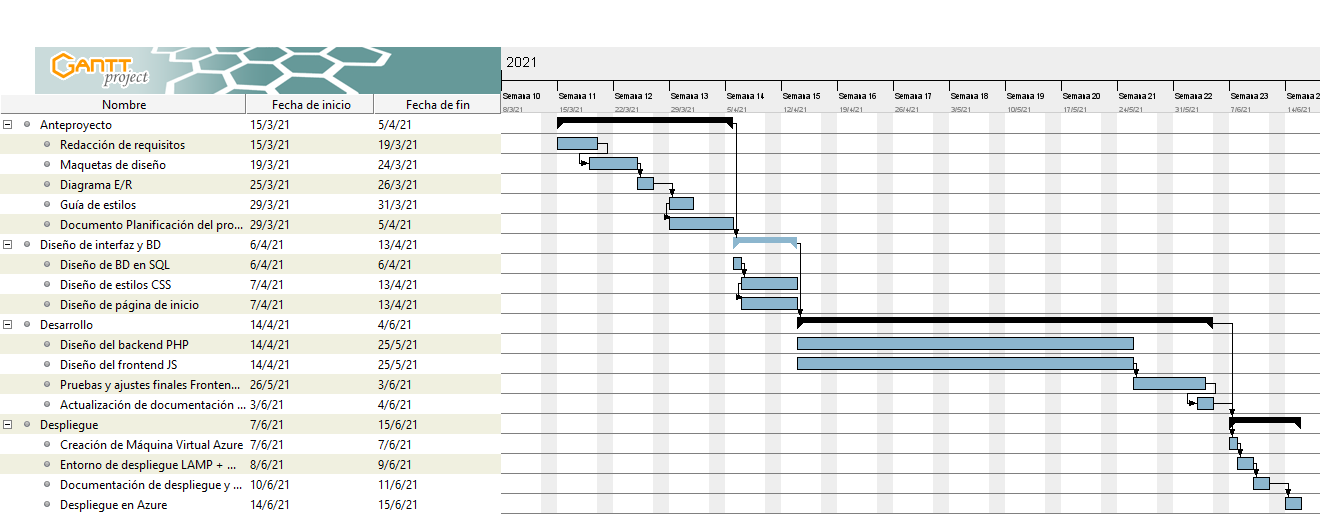 GANTT
project
2021
Nombre Fecha de inicio Fecha de fin
Semana 10 Semana 11 Semana 12 Semana 13 Semana 14 Semana 15 Semana 16 Semana 17 Semana 18 Semana 19 Semana 20 Semana 21 Semana 22 Semana 23 Semana 2
8/3/21 15/3/21 22/3/21 29/3/21 5/4/21 12/4/21 19/4/21 26/4/21 3/5/21 10/5/21 17/5/21 24/5/21 31/5/21 7/6/21 14/6/21
Anteproyecto 15/3/21 5/4/21
Redacción de requisitos 15/3/21 19/3/21
Maquetas de diseño 19/3/21 24/3/21
Diagrama E/R 25/3/21 26/3/21
Guía de estilos 29/3/21 31/3/21
Documento Planificación del pro... 29/3/21 5/4/21
Diseño de interfaz y BD 6/4/21 13/4/21
Diseño de BD en SQL 6/4/21 6/4/21
Diseño de estilos CSS 7/4/21 13/4/21
Diseño de página de inicio 7/4/21 13/4/21
Desarrollo 14/4/21 4/6/21
Diseño del backend PHP 14/4/21 25/5/21
Diseño del frontend JS 14/4/21 25/5/21
Pruebas y ajustes finales Fronten... 26/5/21 3/6/21
Actualización de documentación ... 3/6/21 4/6/21
Despliegue 7/6/21 15/6/21
Creación de Máquina Virtual Azure 7/6/21 7/6/21
Entorno de despliegue LAMP + ... 8/6/21 9/6/21
Documentación de despliegue y ... 10/6/21 11/6/21
Despliegue en Azure 14/6/21 15/6/21